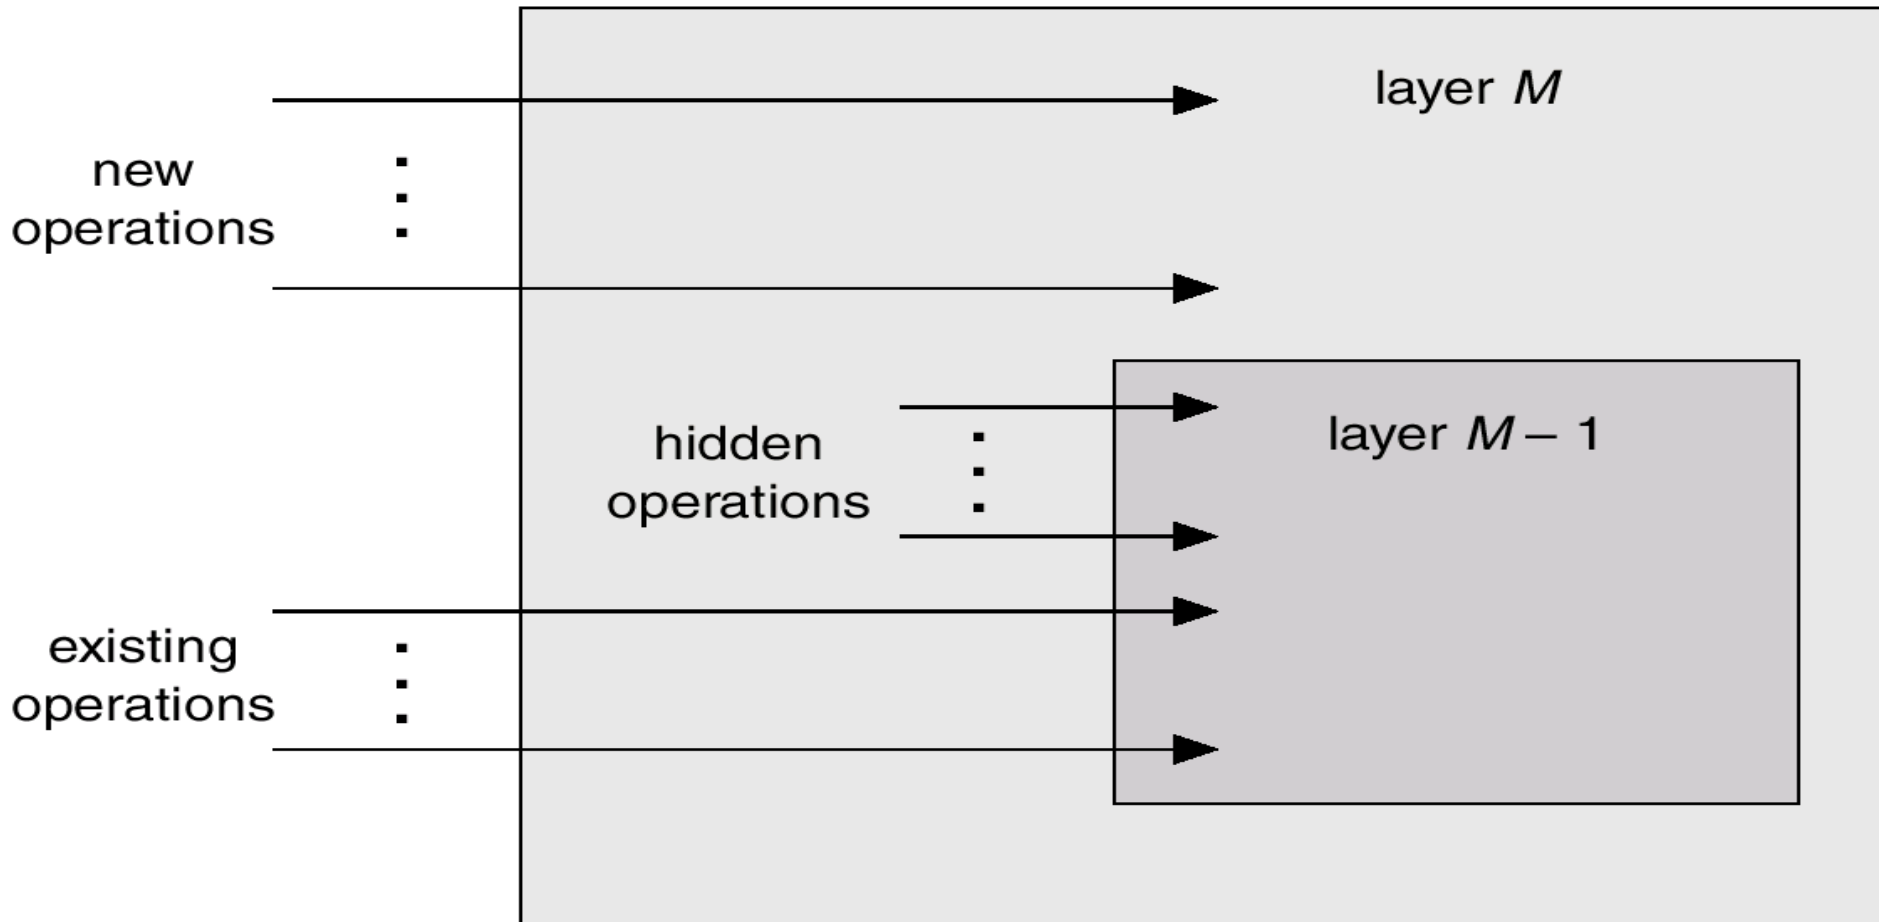 layer M
new
operations
hidden
operations
layer M – 1
existing
operations